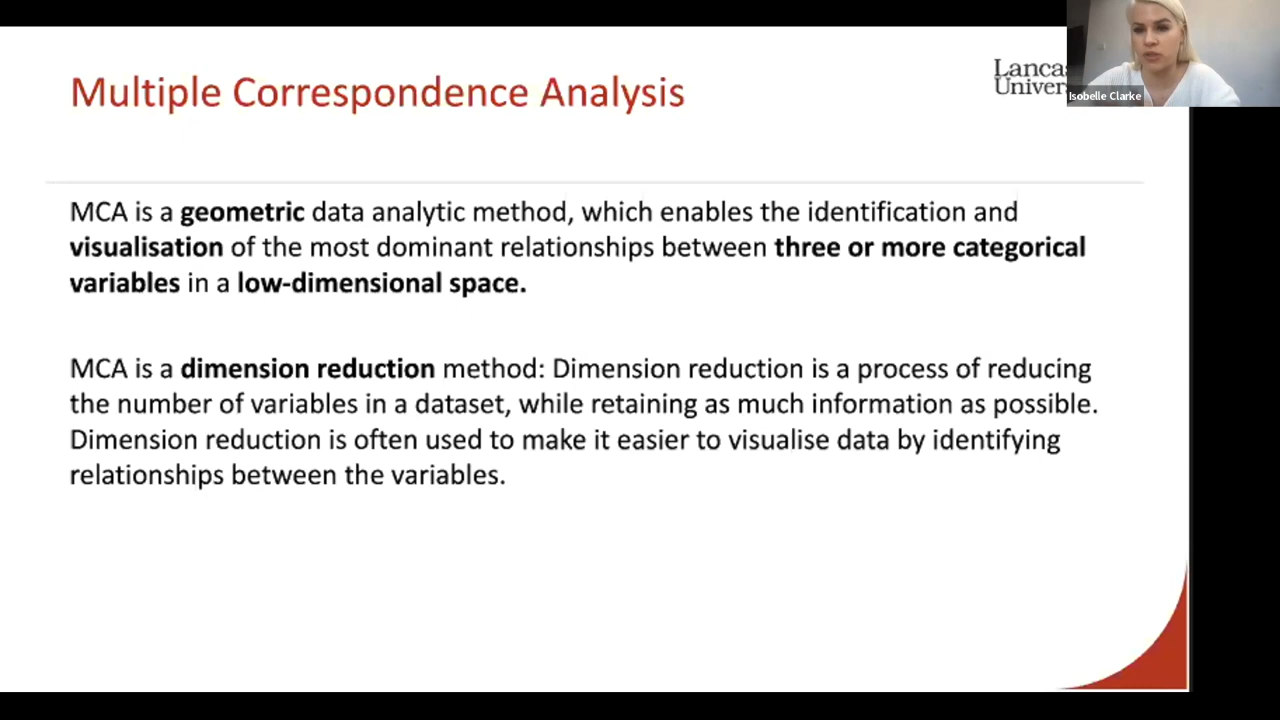 Multiple Correspondence Analysis
Isobelle Clarke
MCA is a geometric data analytic method, which enables the identification and
visualisation of the most dominant relationships between three or more categorical
variables in a low-dimensional space.
MCA is a dimension reduction method: Dimension reduction is a process of reducing
the number of variables in a dataset, while retaining as much information as possible.
Dimension reduction is often used to make it easier to visualise data by identifying
relationships between the variables.